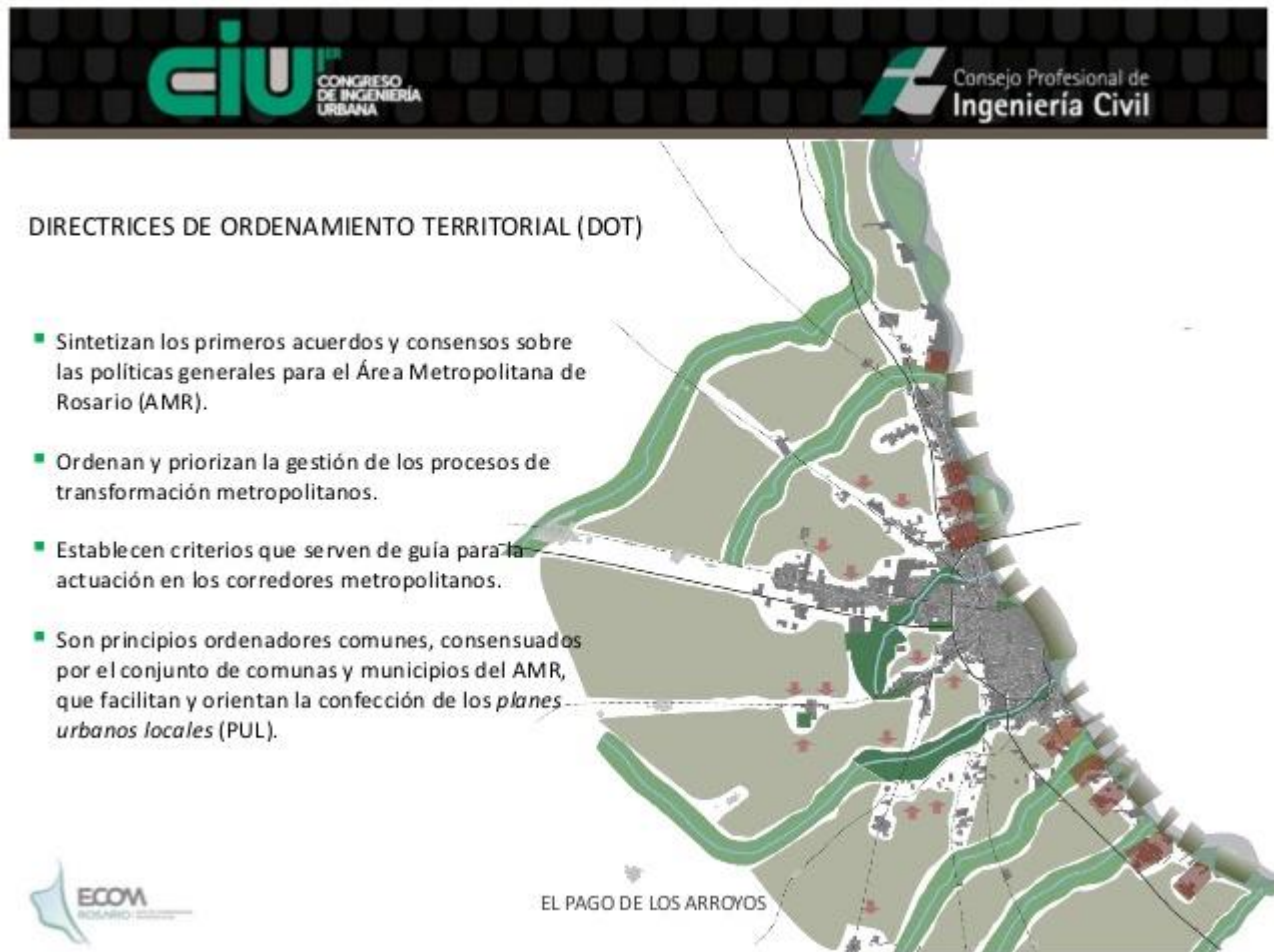 CIU 1ER
CONGRESO
DE INGENIERÍA
URBANA
Consejo Profesional de
Ingeniería Civil
DIRECTRICES DE ORDENAMIENTO TERRITORIAL (DOT)
Sintetizan los primeros acuerdos y consensos sobre
las políticas generales para el Área Metropolitana de
Rosario (AMR).
Ordenan y priorizan la gestión de los procesos de
transformación metropolitanos.
Establecen criterios que serven de guía para la
actuación en los corredores metropolitanos.
Son principios ordenadores comunes, consensuados
por el conjunto de comunas y municipios del AMR,
que facilitan y orientan la confección de los planes
urbanos locales (PUL).
ECOM
ROSARIO
EL PAGO DE LOS ARROYOS